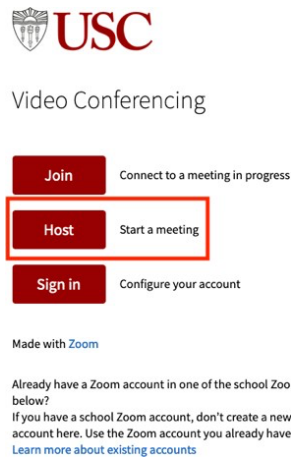 USC
Video Conferencing
Join Connect to a meeting in progress
Host Start a meeting
Sign in Configure your account
Made with Zoom
Already have a Zoom account in one of the school Zoo
below?
If you have a school Zoom account, don't create a new
account here. Use the Zoom account you already have
Learn more about existing accounts